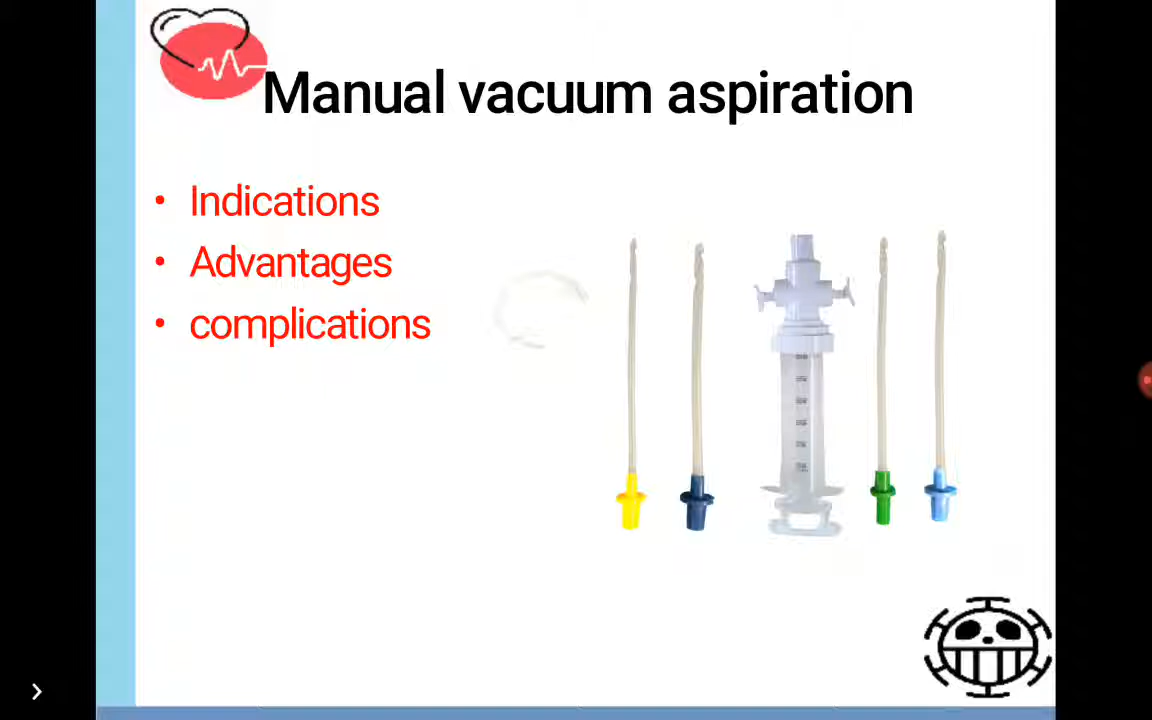 Manual vacuum aspiration
• Indications
• Advantages
• complications